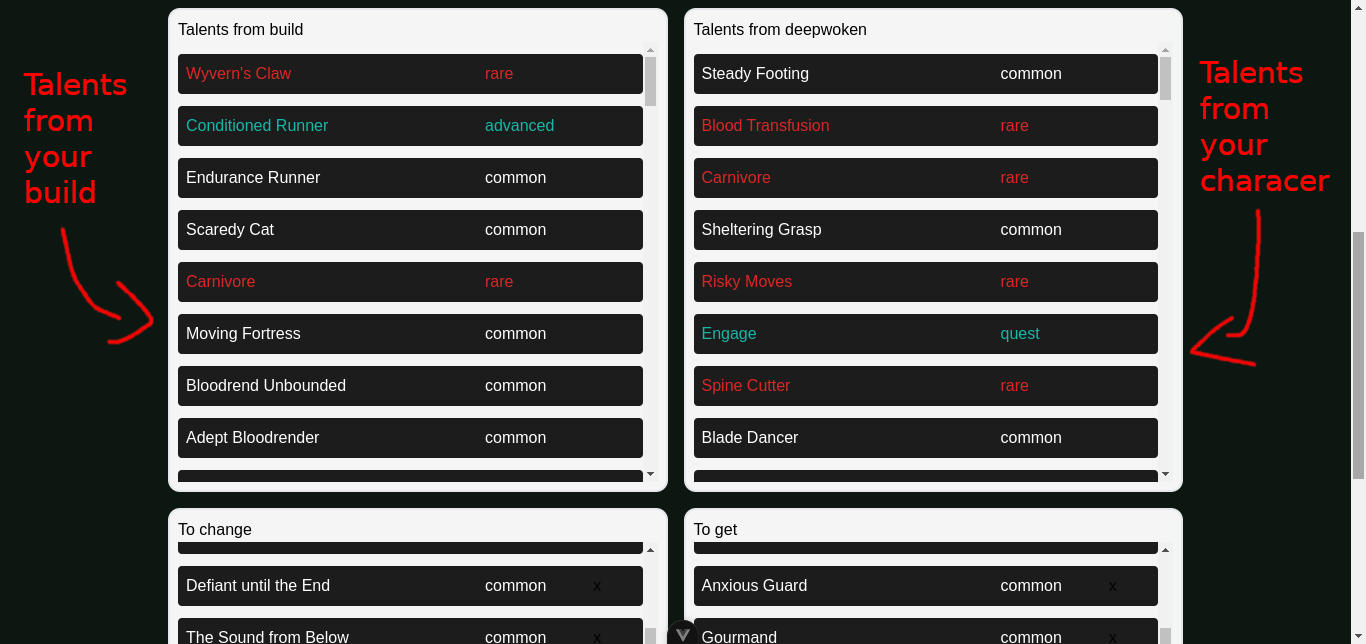 Talents from build
Talents from deepwoken
Talents
from
your
build
Wyvern's Claw rare
Conditioned Runner advanced
Endurance Runner common
Scaredy Cat common
Carnivore rare
Moving Fortress common
Bloodrend Unbounded common
Adept Bloodrender common
Steady Footing common
Blood Transfusion rare
Carnivore rare
Sheltering Grasp common
Risky Moves rare
Engage quest
Spine Cutter rare
Blade Dancer common
Talents
from
your
characer
To change
Defiant until the End common x
The Sound from Below common x
To get
Anxious Guard common x
Gourmand common x